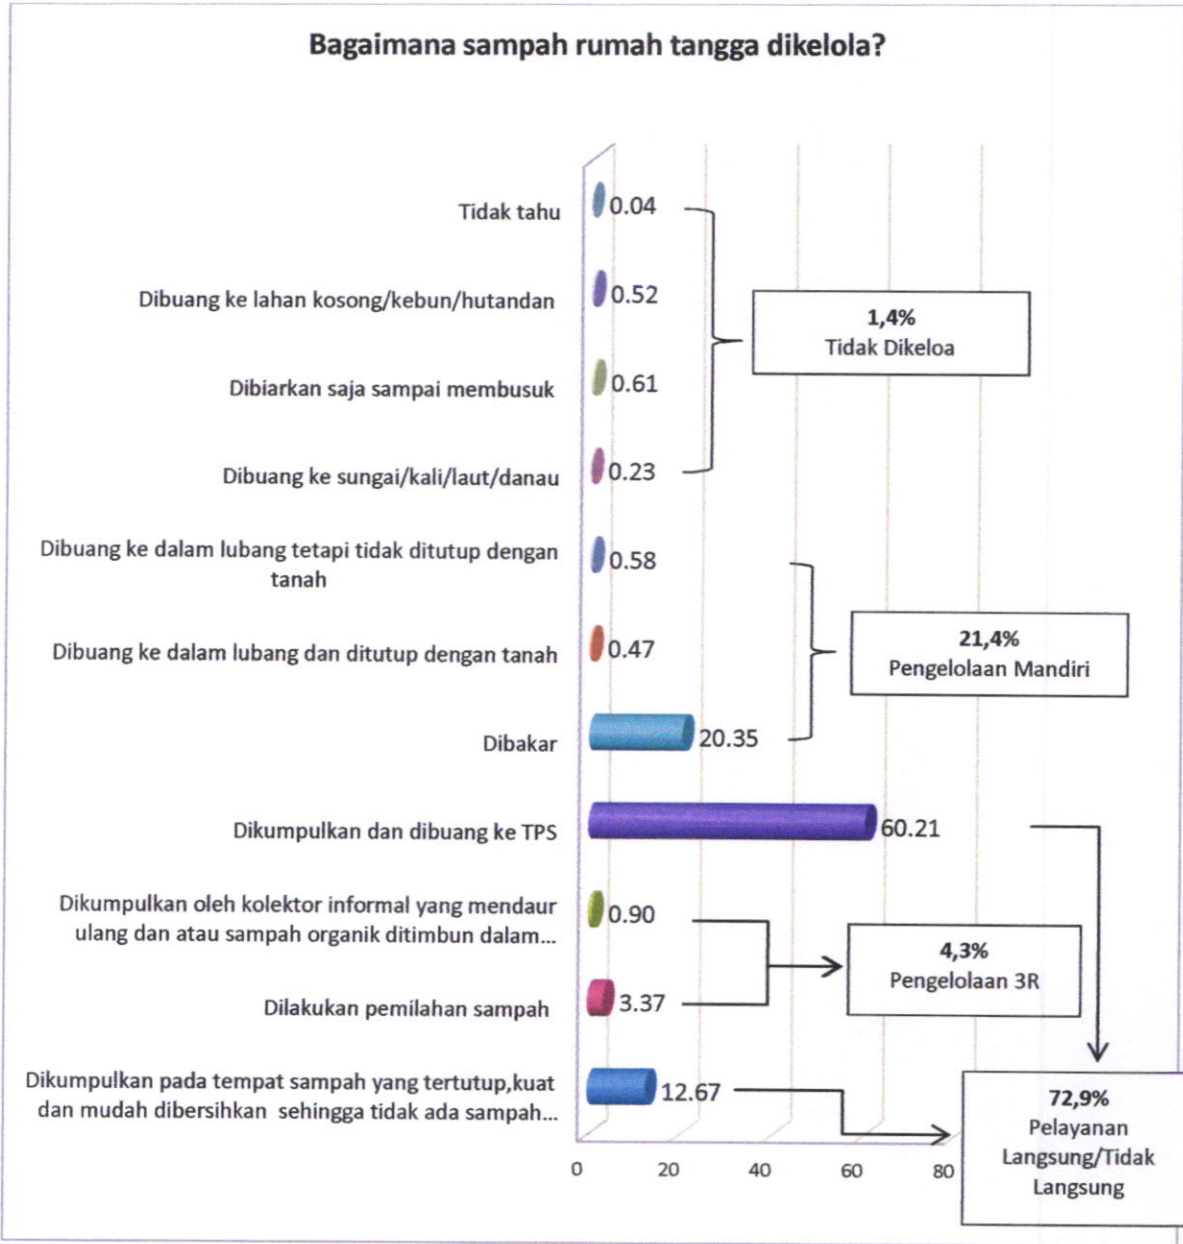 Bagaimana sampah rumah tangga dikelola?
Tidak tahu
0.04
Dibuang ke lahan kosong/kebun/hutandan
0.52
1,4%
Tidak Dikeloa
Dibiarkan saja sampai membusuk
0.61
Dibuang ke sungai/kali/laut/danau
0.23
Dibuang ke dalam lubang tetapi tidak ditutup dengan
tanah
0.58
Dibuang ke dalam lubang dan ditutup dengan tanah
0.47
21,4%
Pengelolaan Mandiri
Dibakar
20.35
Dikumpulkan dan dibuang ke TPS
60.21
Dikumpulkan oleh kolektor informal yang mendaur
ulang dan atau sampah organik ditimbun dalam...
0.90
4,3%
Pengelolaan 3R
Dilakukan pemilahan sampah
3.37
Dikumpulkan pada tempat sampah yang tertutup,kuat
dan mudah dibersihkan sehingga tidak ada sampah...
12.67
72,9%
Pelayanan
Langsung/Tidak
Langsung
0 20 40 60 80